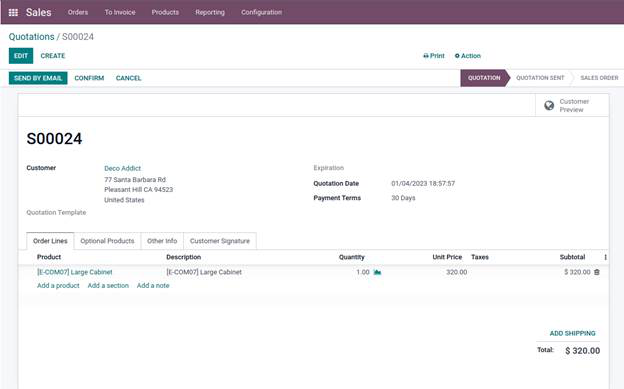 Sales Orders To Invoice Products Reporting Configuration
Quotations / S00024
EDIT CREATE Print Action
SEND BY EMAIL CONFIRM CANCEL QUOTATION QUOTATION SENT SALES ORDER
Customer
Preview
S00024
Customer Deco Addict Expiration
77 Santa Barbara Rd Quotation Date 01/04/2023 18:57:57
Pleasant Hill CA 94523
United States Payment Terms 30 Days
Quotation Template
Order Lines Optional Products Other Info Customer Signature
Product Description Quantity Unit Price Taxes Subtotal
[E-COM07] Large Cabinet [E-COM07] Large Cabinet 1.00 320.00 $ 320.00
Add a product Add a section Add a note
ADD SHIPPING
Total: $ 320.00